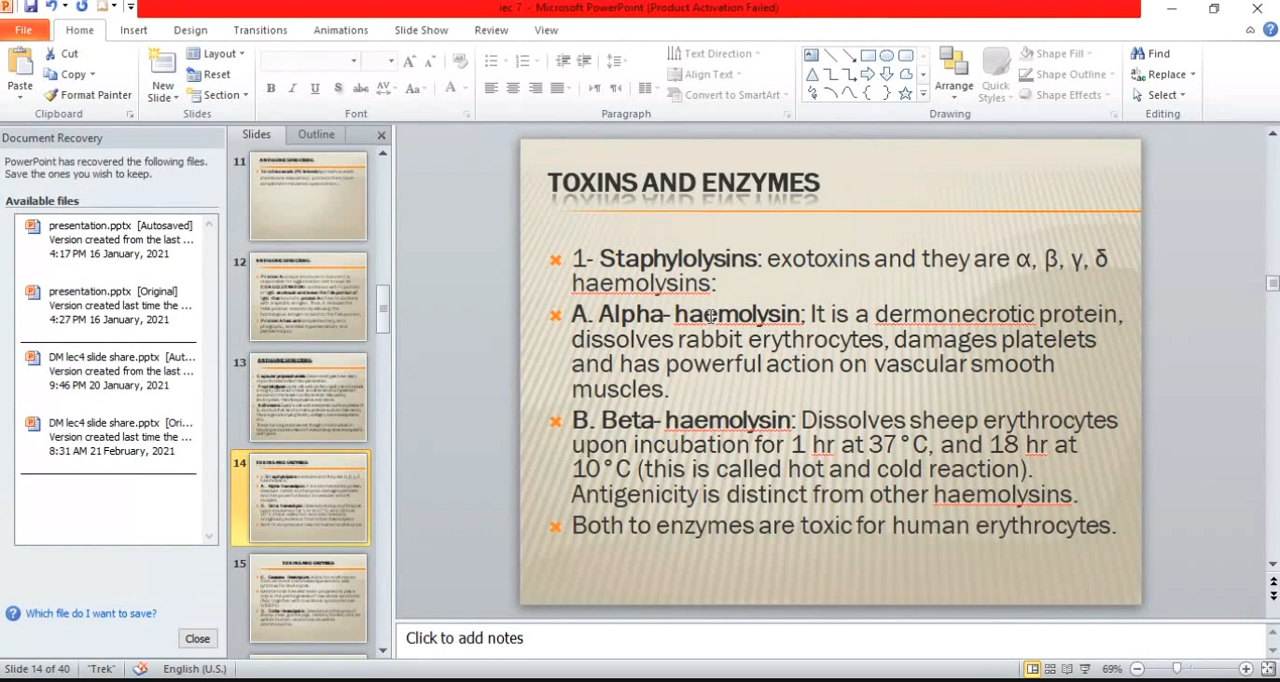 lec 7 - Microsoft PowerPoint (Product Activation Failed)
File Home Insert Design Transitions Animations Slide Show Review View
Cut Layout Text Direction Shape Fill Find
Paste Copy New Slide Reset Align Text Arrange Quick Styles Shape Outline Replace
Format Painter Section Convert to SmartArt Shape Effects Select
Clipboard Slides Font Paragraph Drawing Editing
Document Recovery
PowerPoint has recovered the following files.
Save the ones you wish to keep.
Available files
presentation.pptx [Autosaved]
Version created from the last ...
4:17 PM 16 January, 2021
presentation.pptx [Original]
Version created last time the ...
4:27 PM 16 January, 2021
DM lec4 slide share.pptx [Aut...
Version created from the last ...
9:46 PM 20 January, 2021
DM lec4 slide share.pptx [Ori...
Version created last time the ...
8:31 AM 21 February, 2021
Which file do I want to save?
Close
Slides Outline
11
12
13
14
TOXINS AND ENZYMES
15
TOXINS AND ENZYMES
TOXINS AND ENZYMES
1- Staphylolysins: exotoxins and they are α, β, γ, δ
haemolysins:
A. Alpha- haemolysin; It is a dermonecrotic protein,
dissolves rabbit erythrocytes, damages platelets
and has powerful action on vascular smooth
muscles.
B. Beta- haemolysin: Dissolves sheep erythrocytes
upon incubation for 1 hr at 37°C, and 18 hr at
10°C (this is called hot and cold reaction).
Antigenicity is distinct from other haemolysins.
Both to enzymes are toxic for human erythrocytes.
Click to add notes
Slide 14 of 40 "Trek" English (U.S.) 69%